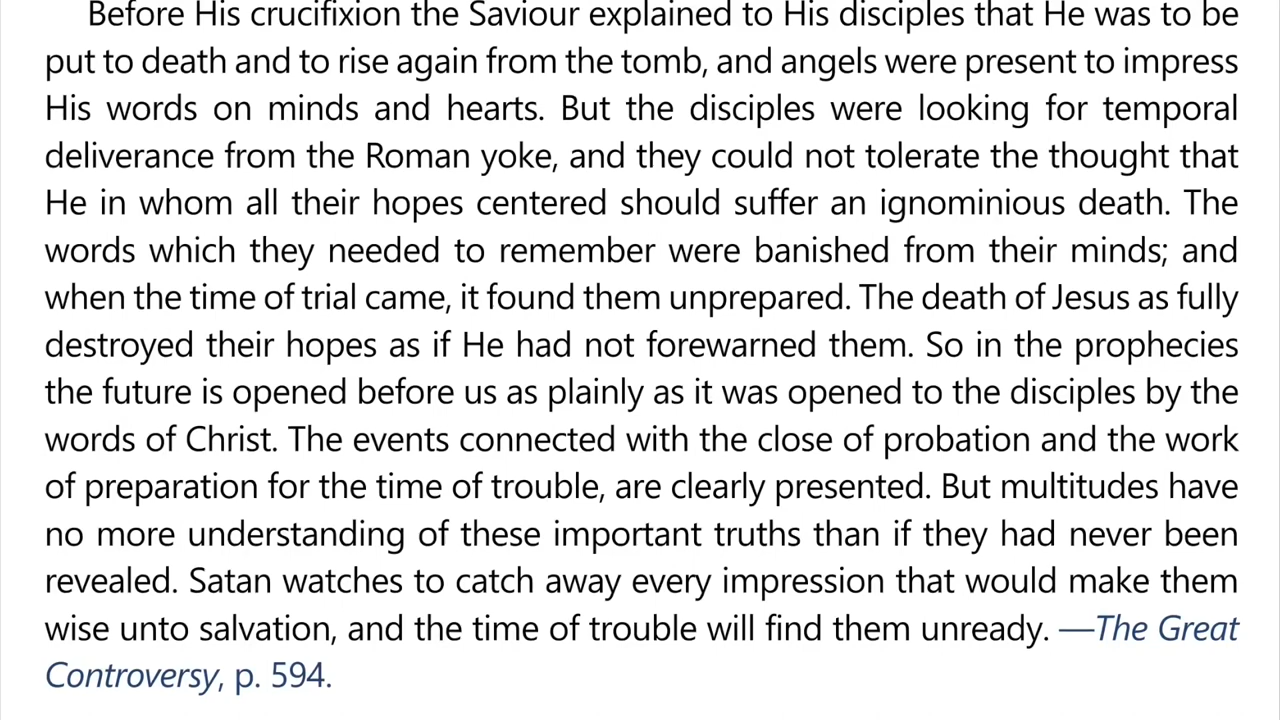 Before His crucifixion the Saviour explained to His disciples that He was to be
put to death and to rise again from the tomb, and angels were present to impress
His words on minds and hearts. But the disciples were looking for temporal
deliverance from the Roman yoke, and they could not tolerate the thought that
He in whom all their hopes centered should suffer an ignominious death. The
words which they needed to remember were banished from their minds; and
when the time of trial came, it found them unprepared. The death of Jesus as fully
destroyed their hopes as if He had not forewarned them. So in the prophecies
the future is opened before us as plainly as it was opened to the disciples by the
words of Christ. The events connected with the close of probation and the work
of preparation for the time of trouble, are clearly presented. But multitudes have
no more understanding of these important truths than if they had never been
revealed. Satan watches to catch away every impression that would make them
wise unto salvation, and the time of trouble will find them unready. —The Great
Controversy, p. 594.